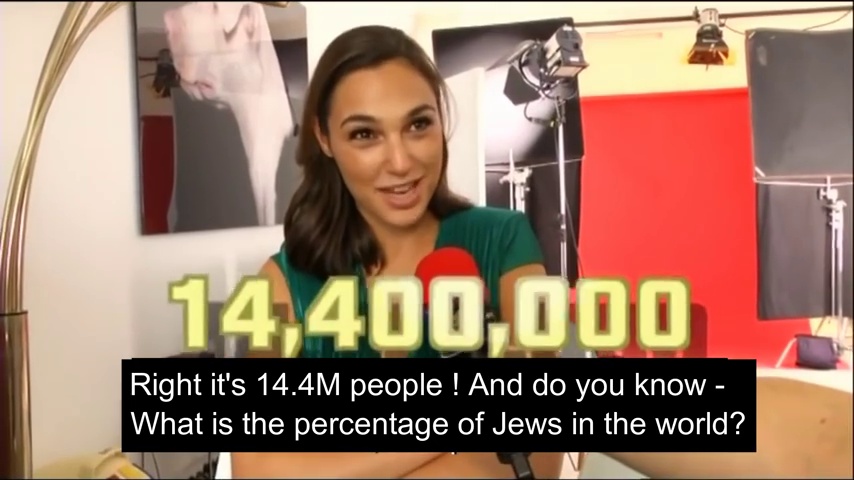 14,400,000
Right it's 14.4M people ! And do you know -
What is the percentage of Jews in the world?